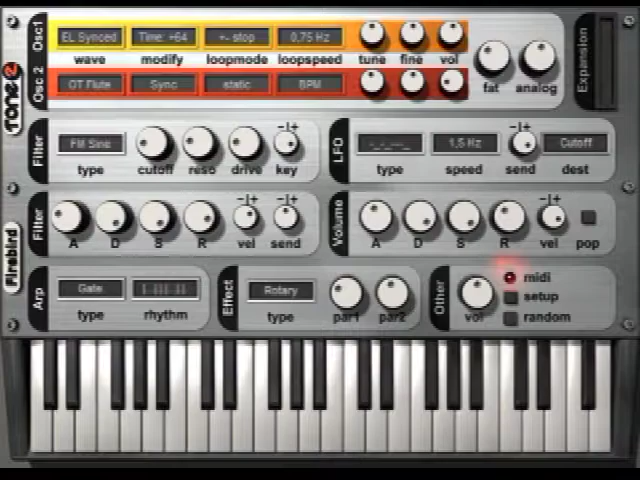 Osc1 EL Synced Time: +64 +- stop 0,75 Hz Expansion
wave modify loopmode loopspeed tune fine vol
Osc 2 OT Flute Sync static BPM fat analog
Tone2
Filter FM Sine -|+ LFO 1,5 Hz -|+ Cutoff
type cutoff reso drive key type speed send dest
Filter -|+ -|+ Volume -|+
A D S R vel send A D S R vel pop
Firebird
Arp Gate Effect Rotary Other midi
setup
type rhythm type par1 par2 vol random